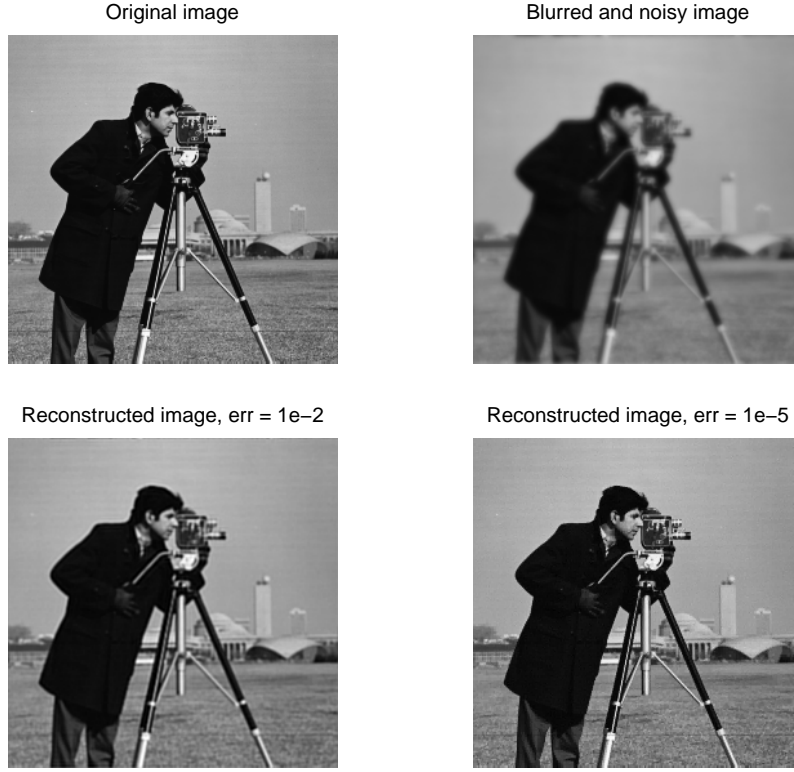 Original image
Blurred and noisy image
Reconstructed image, err = 1e−2
Reconstructed image, err = 1e−5